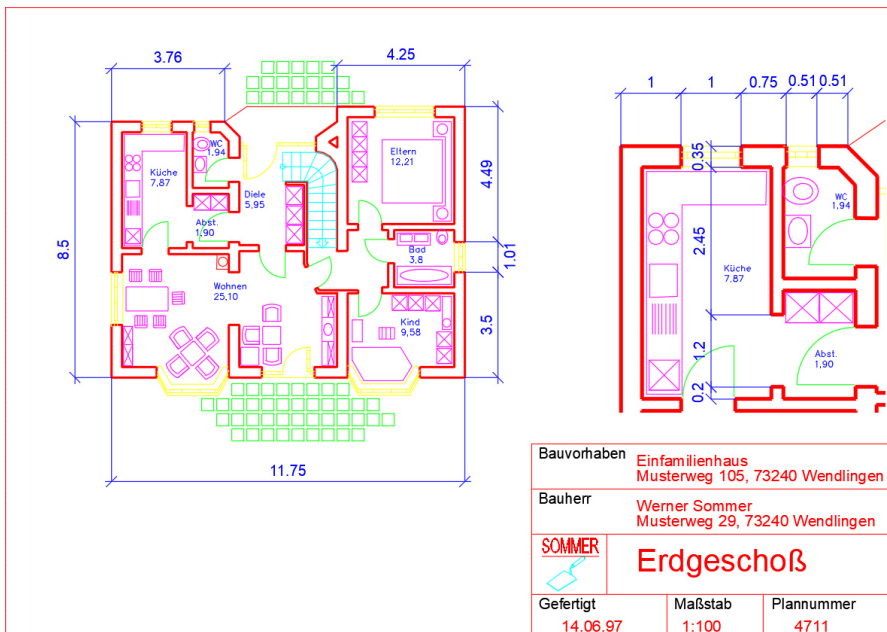 3.76
4.25
8.5
4.49
1.01
3.5
11.75
Küche
7,87
WC
1,94
Diele
5,95
Abst.
1,90
Eltern
12,21
Bad
3.8
Wohnen
25,10
Kind
9,58
1
1
0.75
0.51
0.51
0.35
2.45
1.2
0.2
Küche
7,87
WC
1,94
Abst.
1,90
Bauvorhaben
Einfamilienhaus
Musterweg 105, 73240 Wendlingen
Bauherr
Werner Sommer
Musterweg 29, 73240 Wendlingen
SOMMER
Erdgeschoß
Gefertigt
14.06.97
Maßstab
1:100
Plannummer
4711